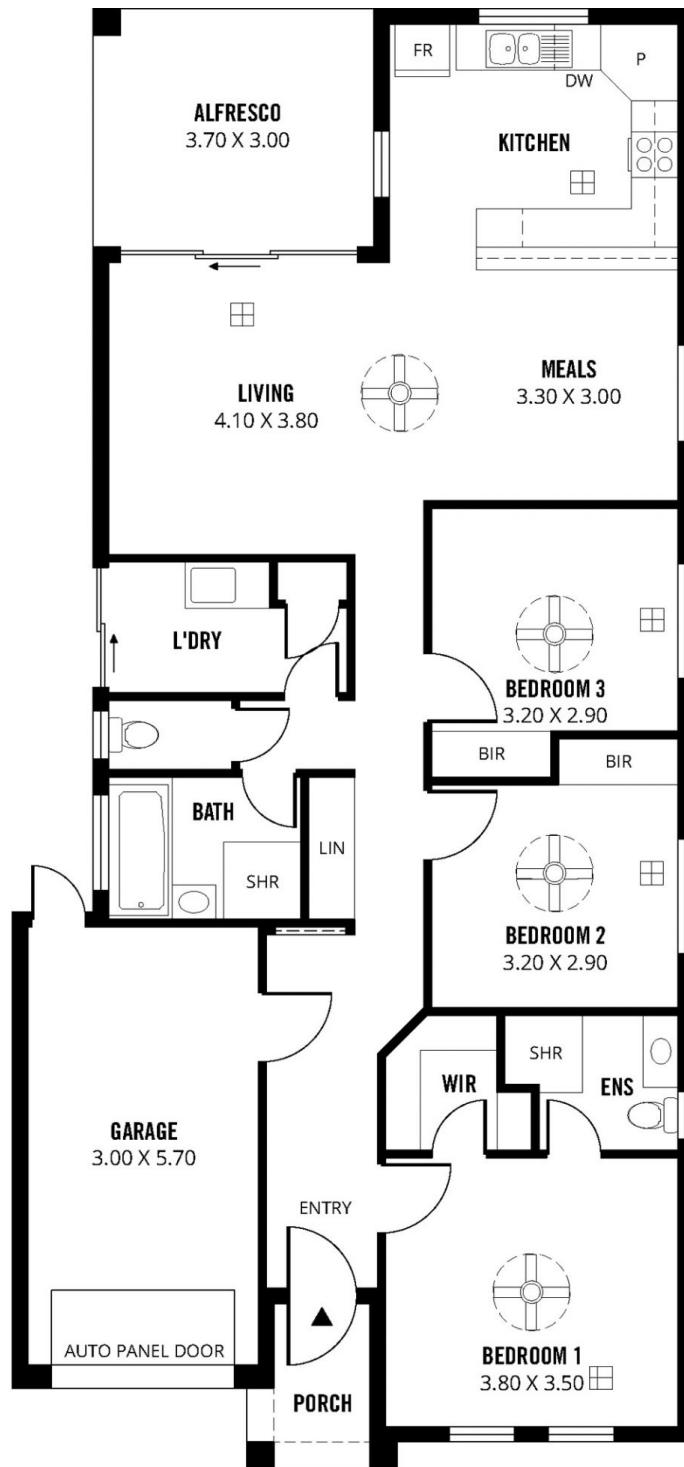 FR
P
DW
ALFRESCO
3.70 X 3.00
KITCHEN
LIVING
4.10 X 3.80
MEALS
3.30 X 3.00
L'DRY
BEDROOM 3
3.20 X 2.90
BIR
BIR
BATH
LIN
SHR
BEDROOM 2
3.20 X 2.90
SHR
WIR
ENS
GARAGE
3.00 X 5.70
ENTRY
AUTO PANEL DOOR
BEDROOM 1
3.80 X 3.50
PORCH